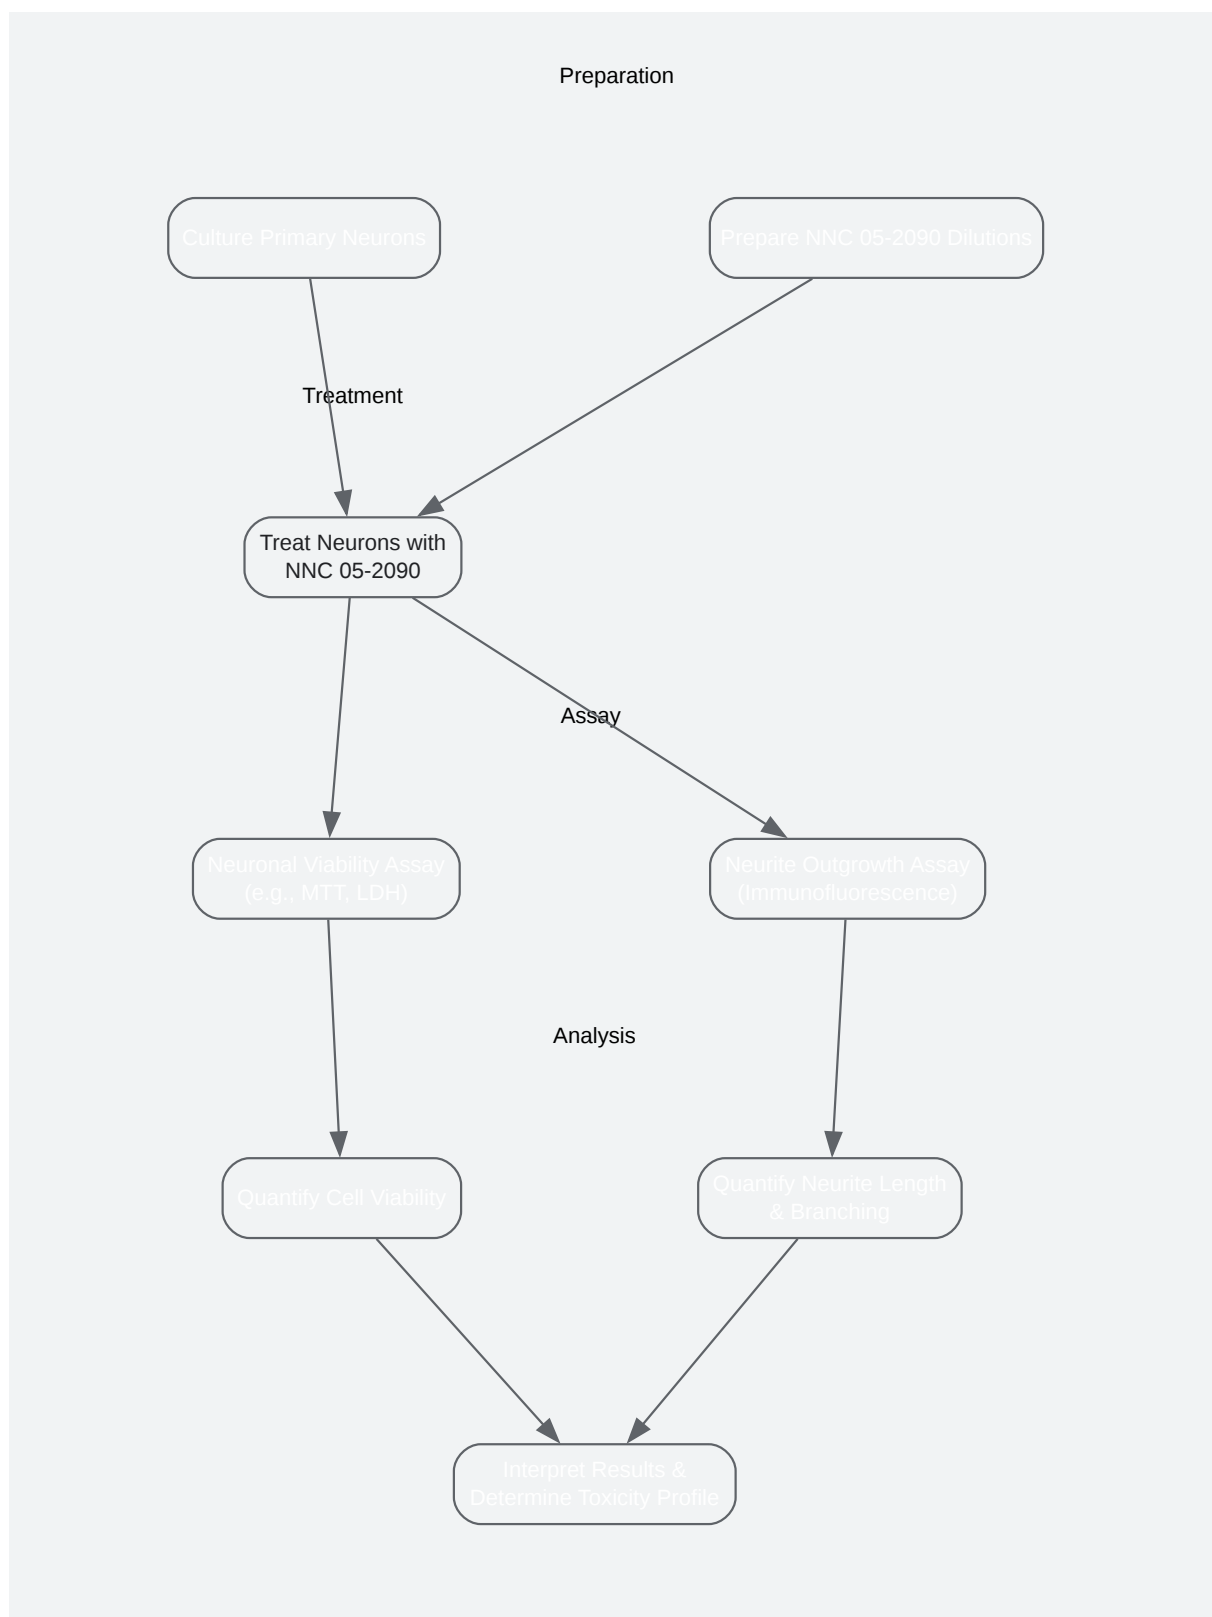 Preparation
Culture Primary Neurons
Prepare NNC 05-2090 Dilutions
Treatment
Treat Neurons with
NNC 05-2090
Assay
Neuronal Viability Assay
(e.g., MTT, LDH)
Neurite Outgrowth Assay
(Immunofluorescence)
Analysis
Quantify Cell Viability
Quantify Neurite Length
& Branching
Interpret Results &
Determine Toxicity Profile